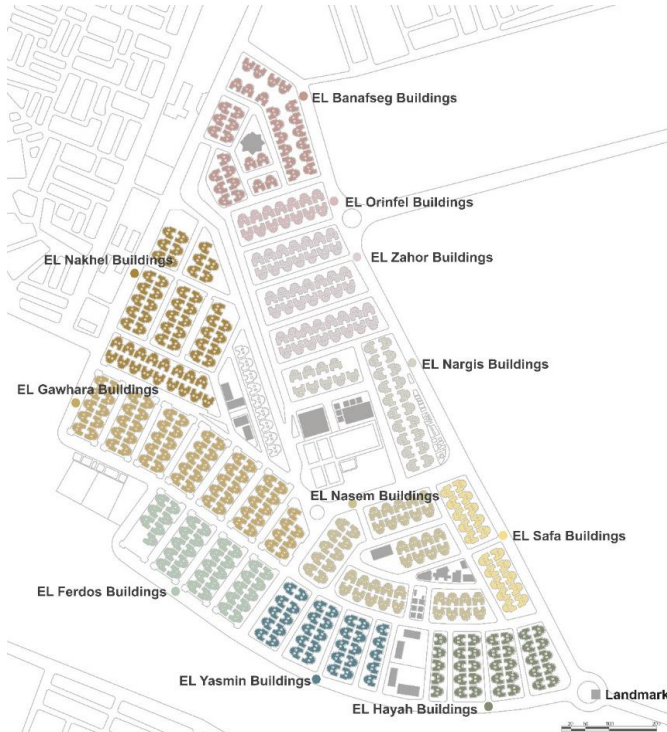 EL Banafseg Buildings
EL Orinfel Buildings
EL Zahor Buildings
EL Nakhel Buildings
EL Nargis Buildings
EL Gawhara Buildings
EL Nasem Buildings
EL Safa Buildings
EL Ferdos Buildings
EL Yasmin Buildings
Landmark
EL Hayah Buildings